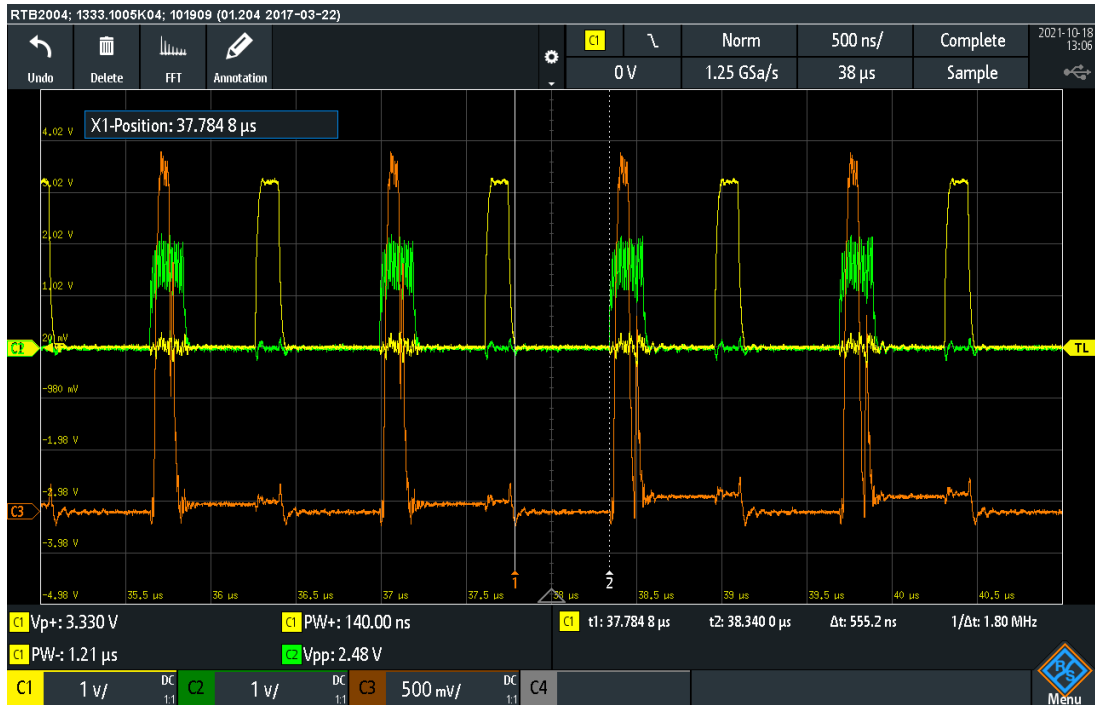 RTB2004; 1333.1005K04; 101909 (01.204 2017-03-22)
Undo
Delete
FFT
Annotation
C1
Norm
500 ns/
Complete
2021-10-18
13:06
0 V
1.25 GSa/s
38 µs
Sample
X1-Position: 37.784 8 µs
4.02 V
3.02 V
2.02 V
1.02 V
20 mV
C1
TL
-980 mV
-1.98 V
-2.98 V
C3
-3.98 V
-4.98 V
35.5 µs
36 µs
36.5 µs
37 µs
37.5 µs
38 µs
38.5 µs
39 µs
39.5 µs
40 µs
40.5 µs
1
2
C1 Vp+: 3.330 V
C1 PW+: 140.00 ns
C1 t1: 37.784 8 µs t2: 38.340 0 µs Δt: 555.2 ns 1/Δt: 1.80 MHz
C1 PW-: 1.21 µs
C2 Vpp: 2.48 V
C1 1 V/ DC 1:1
C2 1 V/ DC 1:1
C3 500 mV/ DC 1:1
C4
R&S
Menu